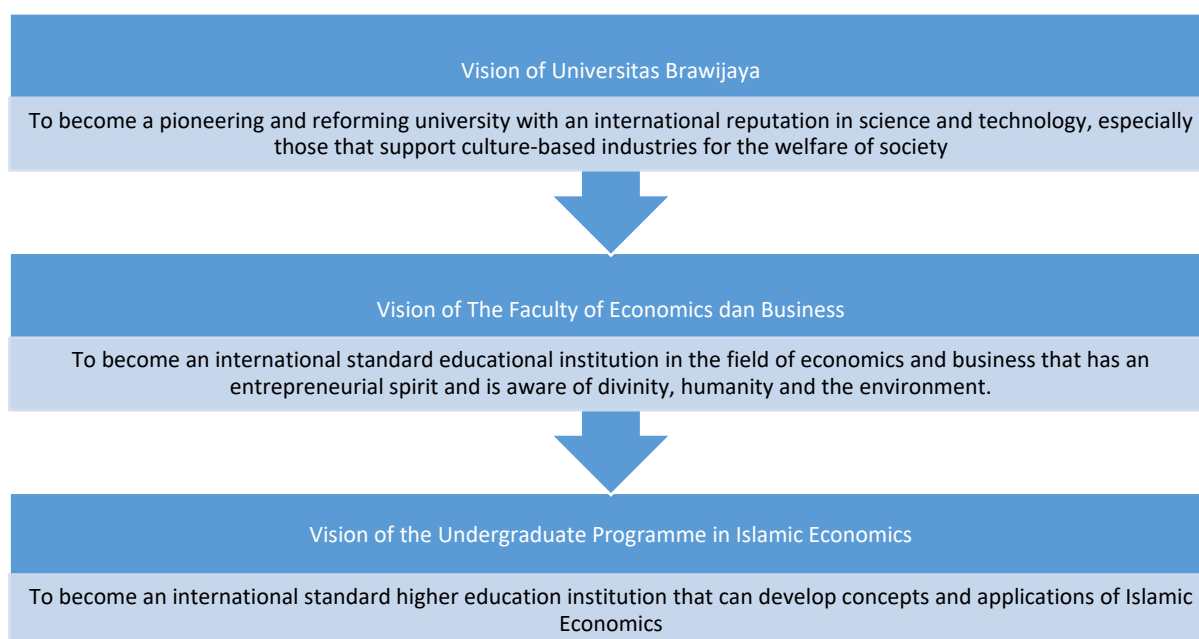 Vision of Universitas Brawijaya
To become a pioneering and reforming university with an international reputation in science and technology, especially
those that support culture-based industries for the welfare of society
Vision of The Faculty of Economics dan Business
To become an international standard educational institution in the field of economics and business that has an
entrepreneurial spirit and is aware of divinity, humanity and the environment.
Vision of the Undergraduate Programme in Islamic Economics
To become an international standard higher education institution that can develop concepts and applications of Islamic
Economics